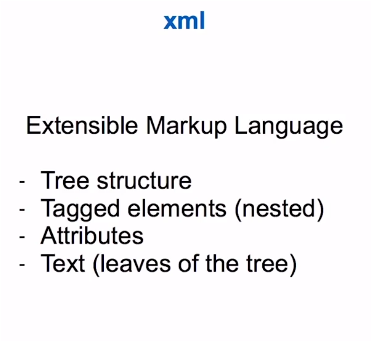 xml
Extensible Markup Language
- Tree structure
- Tagged elements (nested)
- Attributes
- Text (leaves of the tree)